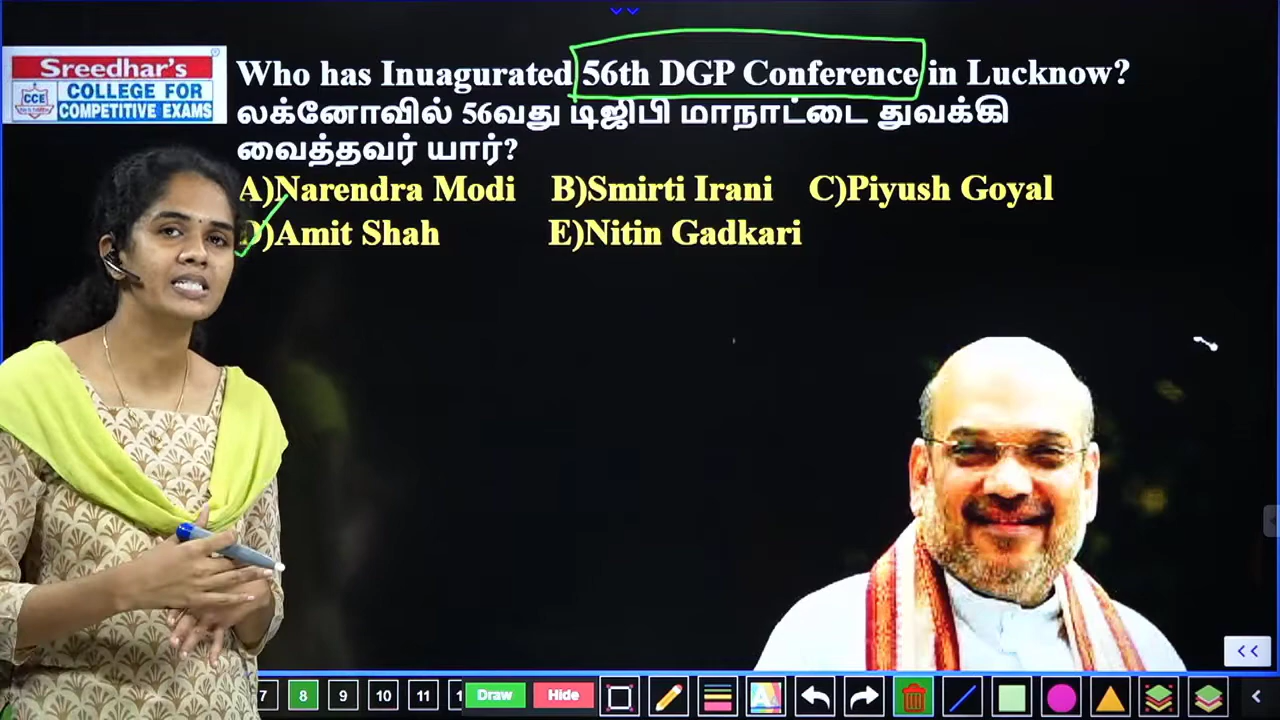 Sreedhar's
CCE
COLLEGE FOR
COMPETITIVE EXAMS
Who has Inuagurated 56th DGP Conference in Lucknow?
லக்னோவில் 56வது டிஜிபி மாநாட்டை துவக்கி
வைத்தவர் யார்?
A)Narendra Modi B)Smirti Irani C)Piyush Goyal
D)Amit Shah E)Nitin Gadkari
<<
7 8 9 10 11 1 Draw Hide A